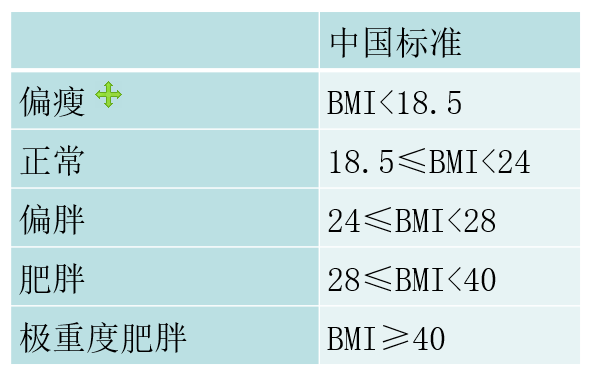 中国标准
偏瘦 BMI<18.5
正常 18.5≤BMI<24
偏胖 24≤BMI<28
肥胖 28≤BMI<40
极重度肥胖 BMI≥40